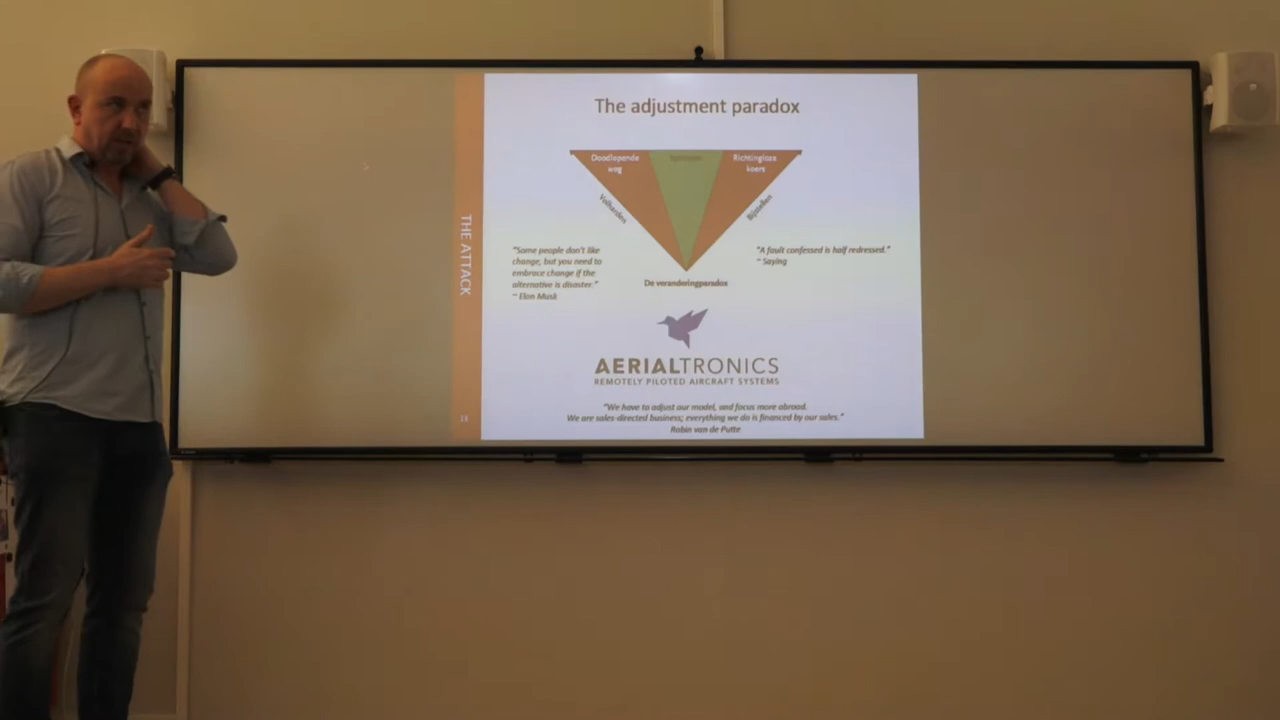 The adjustment paradox
Doodlopende
weg
Richtingloze
koers
Volharden
Bijstellen
"Some people don't like
change, but you need to
embrace change if the
alternative is disaster."
~ Elon Musk
"A fault confessed is half redressed."
~ Saying
De veranderingparadox
THE ATTACK
AERIALTRONICS
REMOTELY PILOTED AIRCRAFT SYSTEMS
"We have to adjust our model, and focus more abroad.
We are sales-directed business; everything we do is financed by our sales."
Robin van de Putte